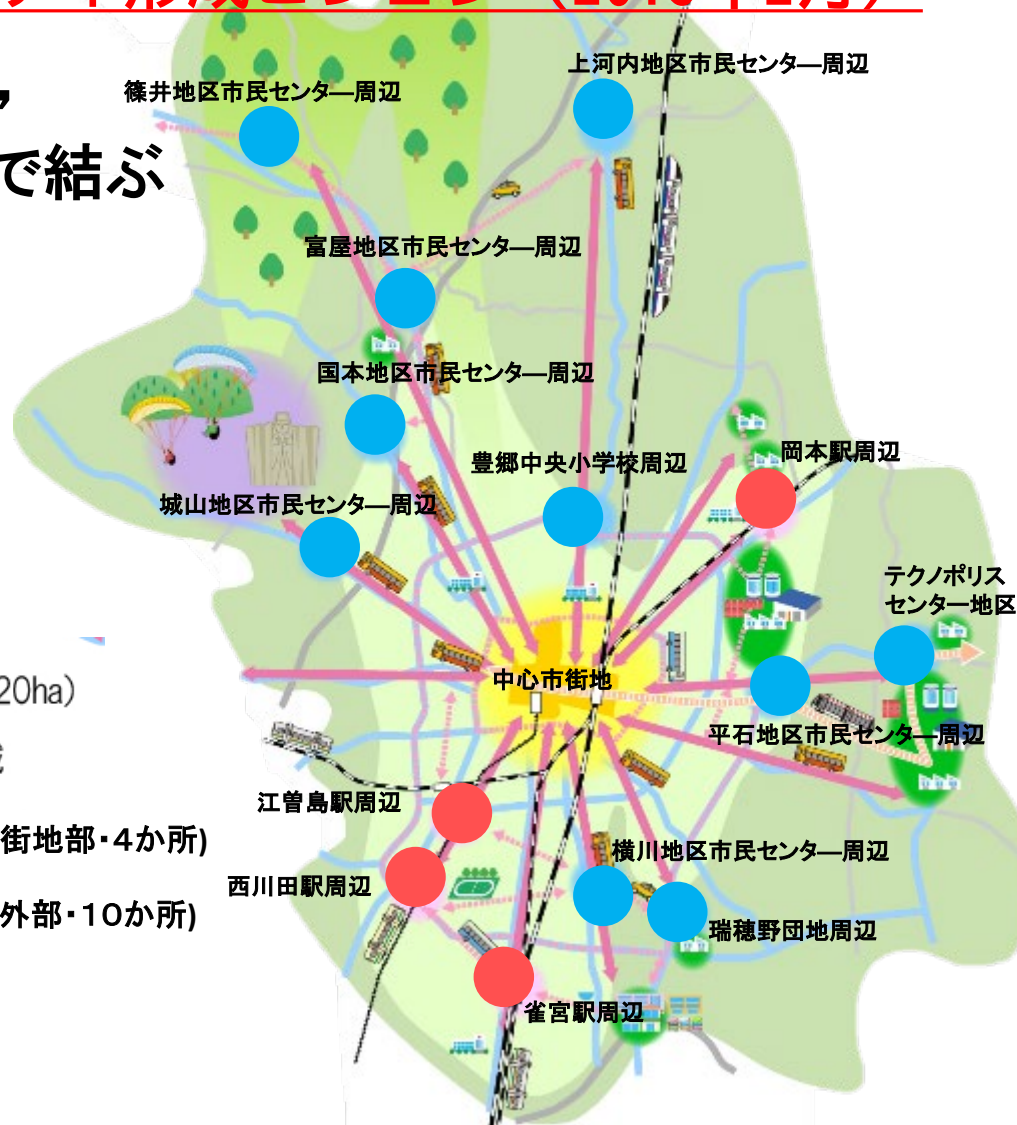 形成ビジョン
で結ぶ
上河内地区市民センタ―周辺
篠井地区市民センタ―周辺
富屋地区市民センタ―周辺
国本地区市民センタ―周辺
豊郷中央小学校周辺
岡本駅周辺
城山地区市民センタ―周辺
テクノポリス
センター地区
中心市街地
20ha)
平石地区市民センタ―周辺
江曽島駅周辺
街地部・4か所)
横川地区市民センタ―周辺
西川田駅周辺
外部・10か所)
瑞穂野団地周辺
雀宮駅周辺